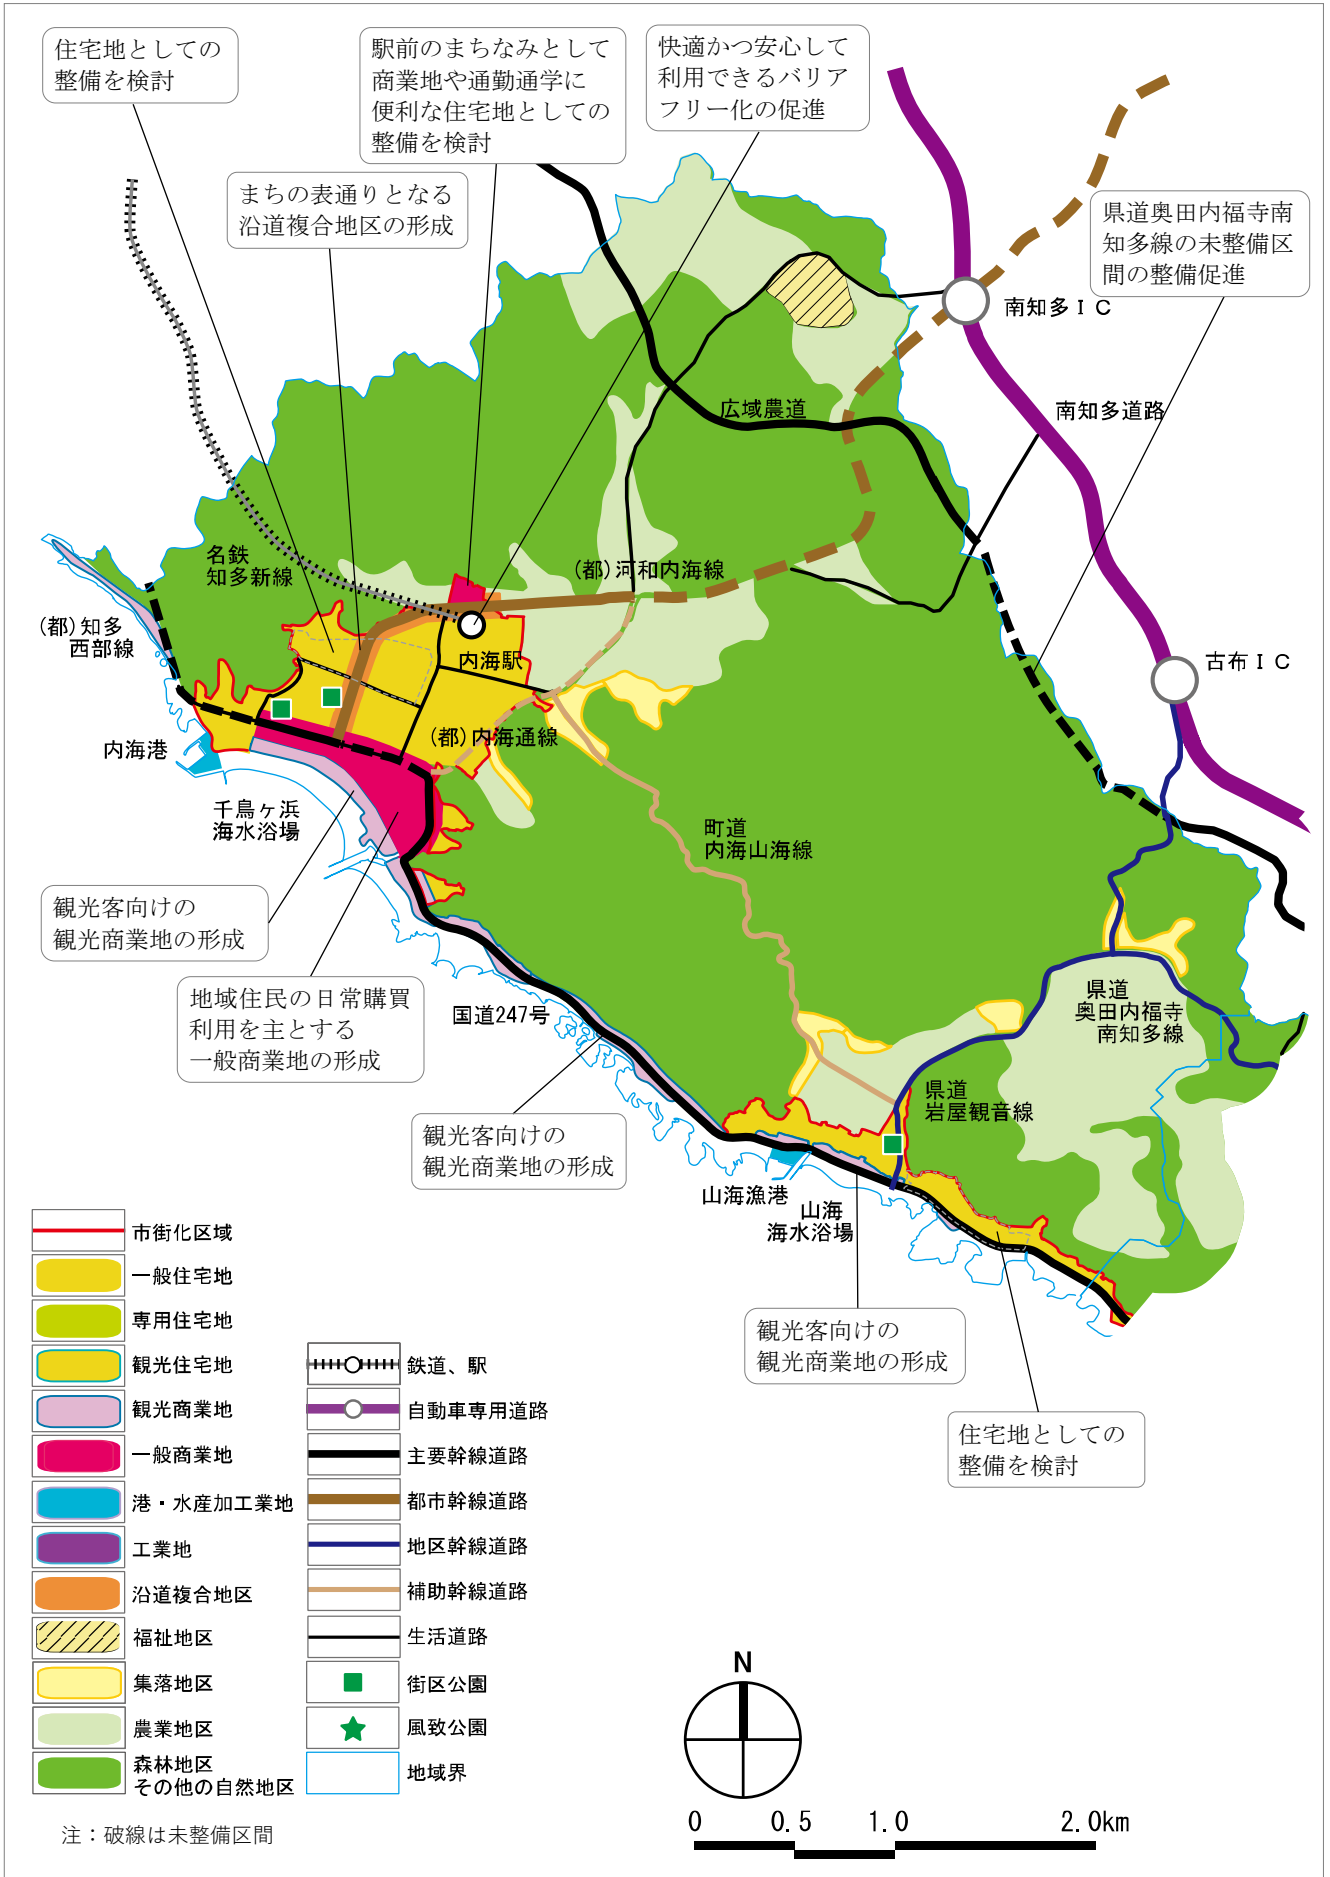 住宅地としての
整備を検討
駅前のまちなみとして
商業地や通勤通学に
便利な住宅地としての
整備を検討
快適かつ安心して
利用できるバリア
フリー化の促進
まちの表通りとなる
沿道複合地区の形成
県道奥田内福寺南
知多線の未整備区
間の整備促進
南知多ＩＣ
南知多道路
広域農道
名鉄
知多新線
(都)河和内海線
(都)知多
西部線
内海駅
古布ＩＣ
(都)内海通線
内海港
千鳥ヶ浜
海水浴場
町道
内海山海線
観光客向けの
観光商業地の形成
地域住民の日常購買
利用を主とする
一般商業地の形成
国道247号
県道
奥田内福寺
南知多線
県道
岩屋観音線
観光客向けの
観光商業地の形成
山海漁港
山海
海水浴場
観光客向けの
観光商業地の形成
住宅地としての
整備を検討
市街化区域
一般住宅地
専用住宅地
観光住宅地
観光商業地
一般商業地
港・水産加工業地
工業地
沿道複合地区
福祉地区
集落地区
農業地区
森林地区
その他の自然地区
鉄道、駅
自動車専用道路
主要幹線道路
都市幹線道路
地区幹線道路
補助幹線道路
生活道路
街区公園
風致公園
地域界
注：破線は未整備区間
N
0 0.5 1.0 2.0km